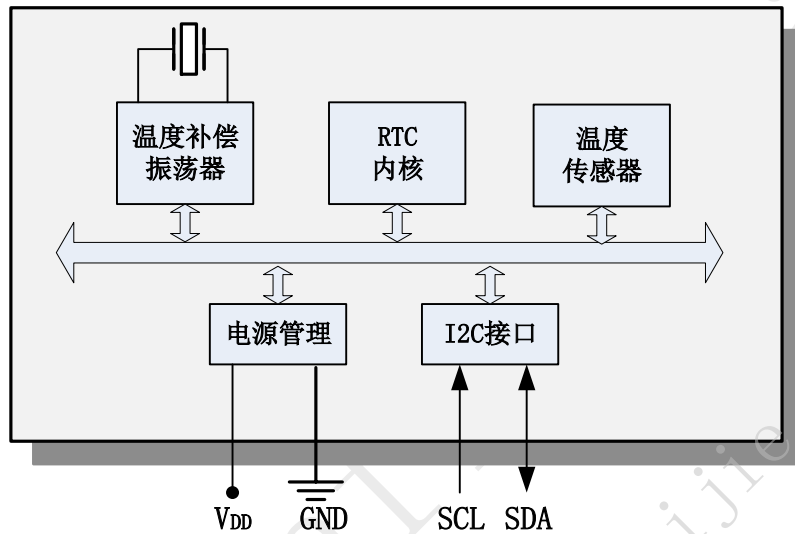 温度补偿
振荡器
RTC
内核
温度
传感器
电源管理
I2C接口
VDD
GND
SCL
SDA